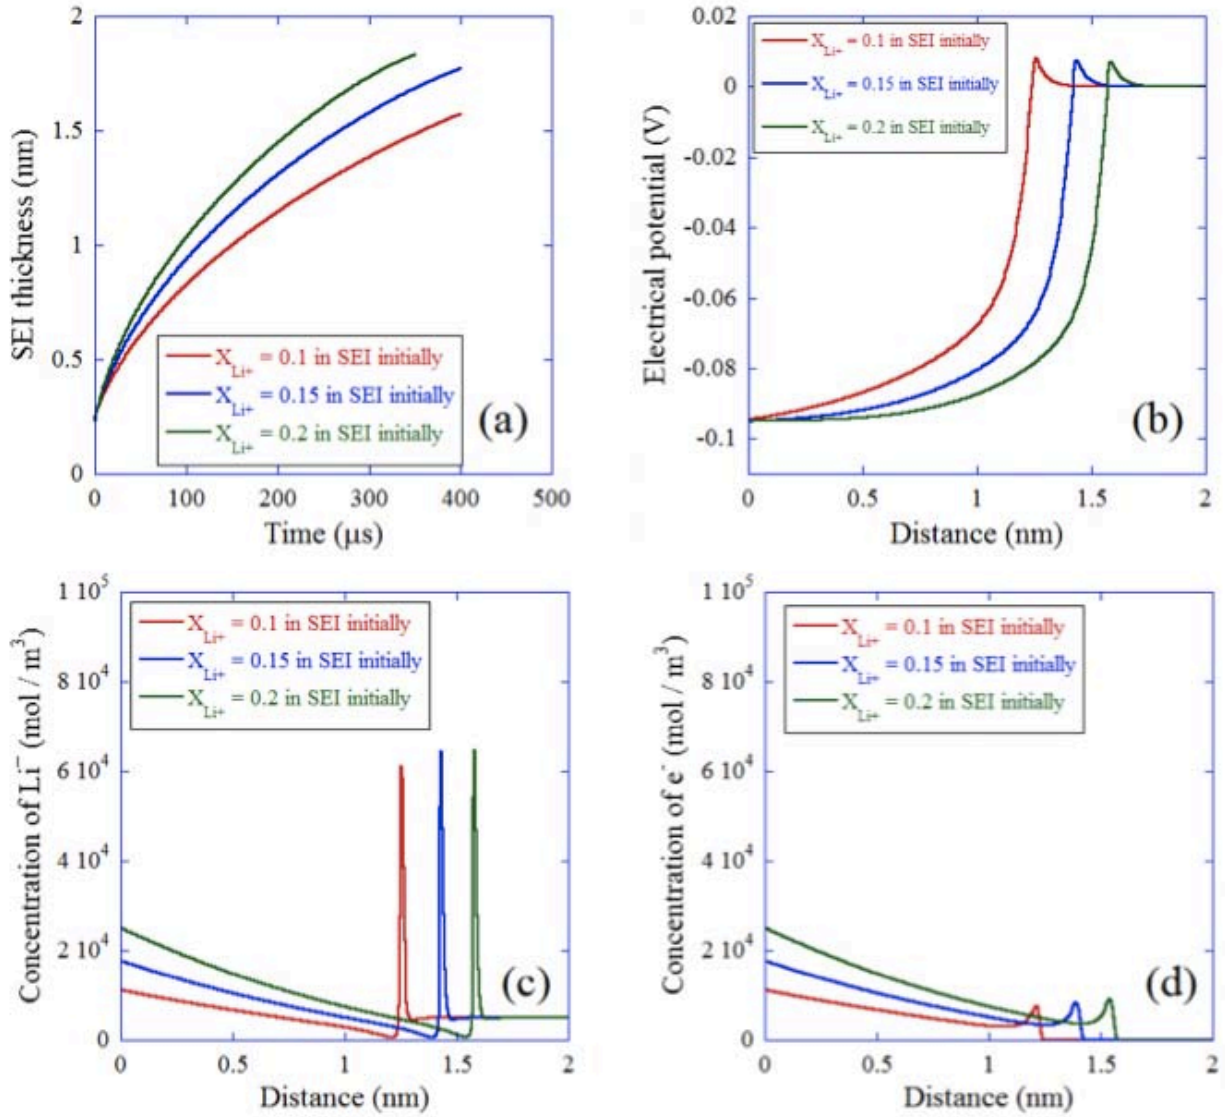 2
1.5
1
0.5
0
SEI thickness (nm)
X_Li+ = 0.1 in SEI initially
X_Li+ = 0.15 in SEI initially
X_Li+ = 0.2 in SEI initially
(a)
0 100 200 300 400 500
Time (μs)
0.02
0
-0.02
-0.04
-0.06
-0.08
-0.1
Electrical potential (V)
X_Li+ = 0.1 in SEI initially
X_Li+ = 0.15 in SEI initially
X_Li+ = 0.2 in SEI initially
(b)
0 0.5 1 1.5 2
Distance (nm)
1 10^5
8 10^4
6 10^4
4 10^4
2 10^4
0
Concentration of Li^− (mol / m^3)
X_Li+ = 0.1 in SEI initially
X_Li+ = 0.15 in SEI initially
X_Li+ = 0.2 in SEI initially
(c)
0 0.5 1 1.5 2
Distance (nm)
1 10^5
8 10^4
6 10^4
4 10^4
2 10^4
0
Concentration of e^- (mol / m^3)
X_Li+ = 0.1 in SEI initially
X_Li+ = 0.15 in SEI initially
X_Li+ = 0.2 in SEI initially
(d)
0 0.5 1 1.5 2
Distance (nm)